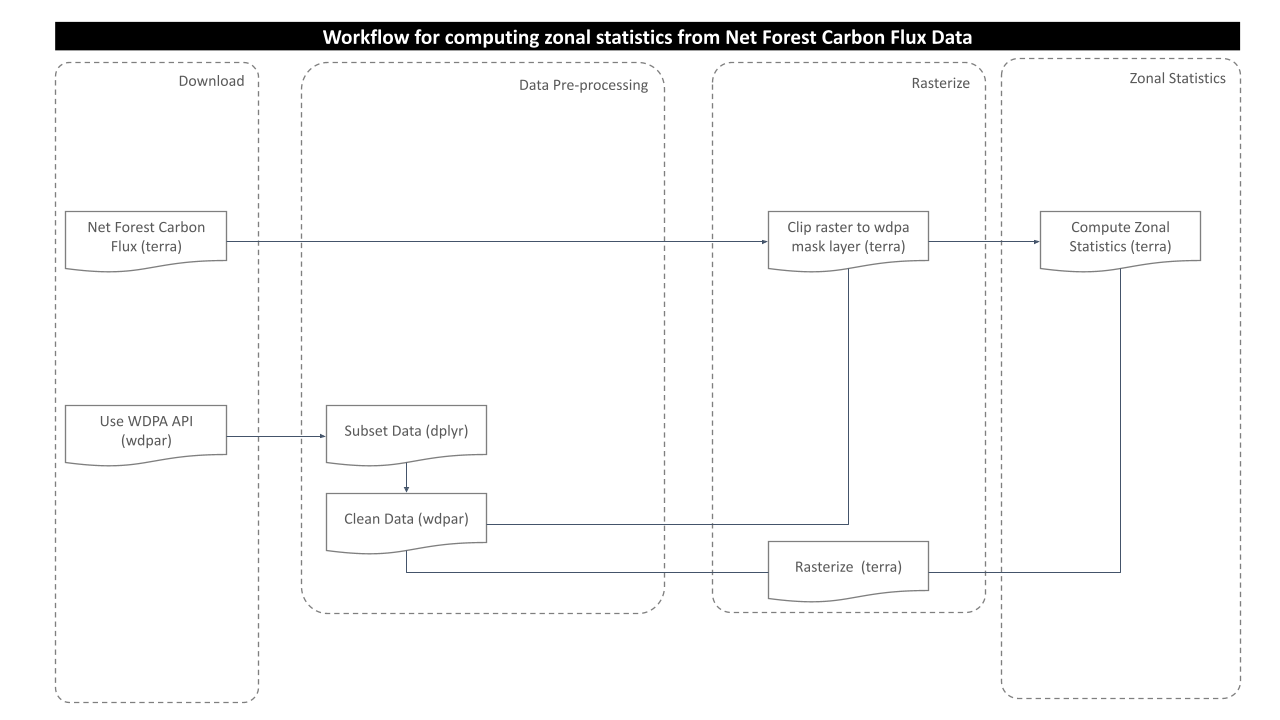 Workflow for computing zonal statistics from Net Forest Carbon Flux Data
Download
Data Pre-processing
Rasterize
Zonal Statistics
Net Forest Carbon
Flux (terra)
Clip raster to wdpa
mask layer (terra)
Compute Zonal
Statistics (terra)
Use WDPA API
(wdpar)
Subset Data (dplyr)
Clean Data (wdpar)
Rasterize  (terra)